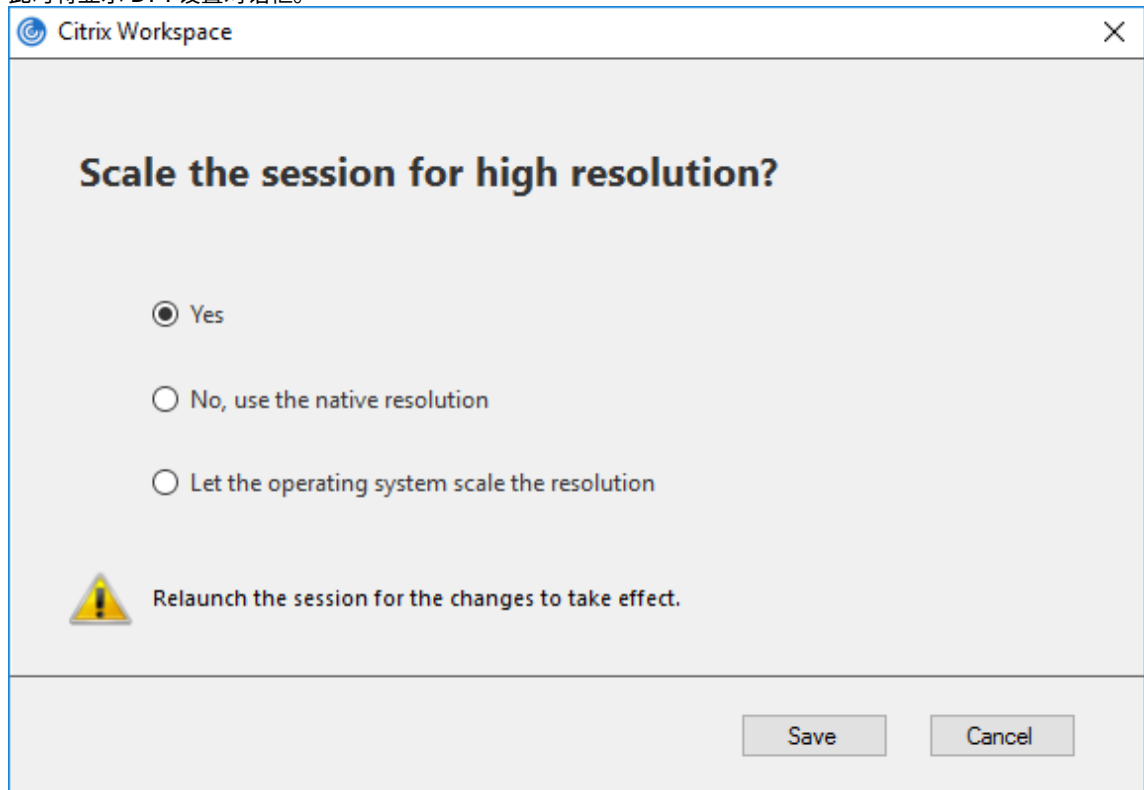 Citrix Workspace
Scale the session for high resolution?
Yes
No, use the native resolution
Let the operating system scale the resolution
Relaunch the session for the changes to take effect.
Save
Cancel